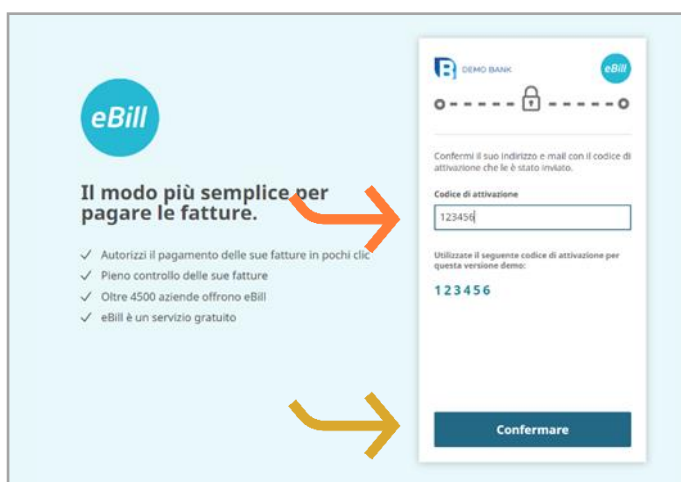 eBill
Il modo più semplice per
pagare le fatture.
✓ Autorizzi il pagamento delle sue fatture in pochi clic
✓ Pieno controllo delle sue fatture
✓ Oltre 4500 aziende offrono eBill
✓ eBill è un servizio gratuito
DEMO BANK
eBill
Confermi il suo indirizzo e mail con il codice di
attivazione che le è stato inviato.
Codice di attivazione
123456
Utilizzate il seguente codice di attivazione per
questa versione demo:
123456
Confermare